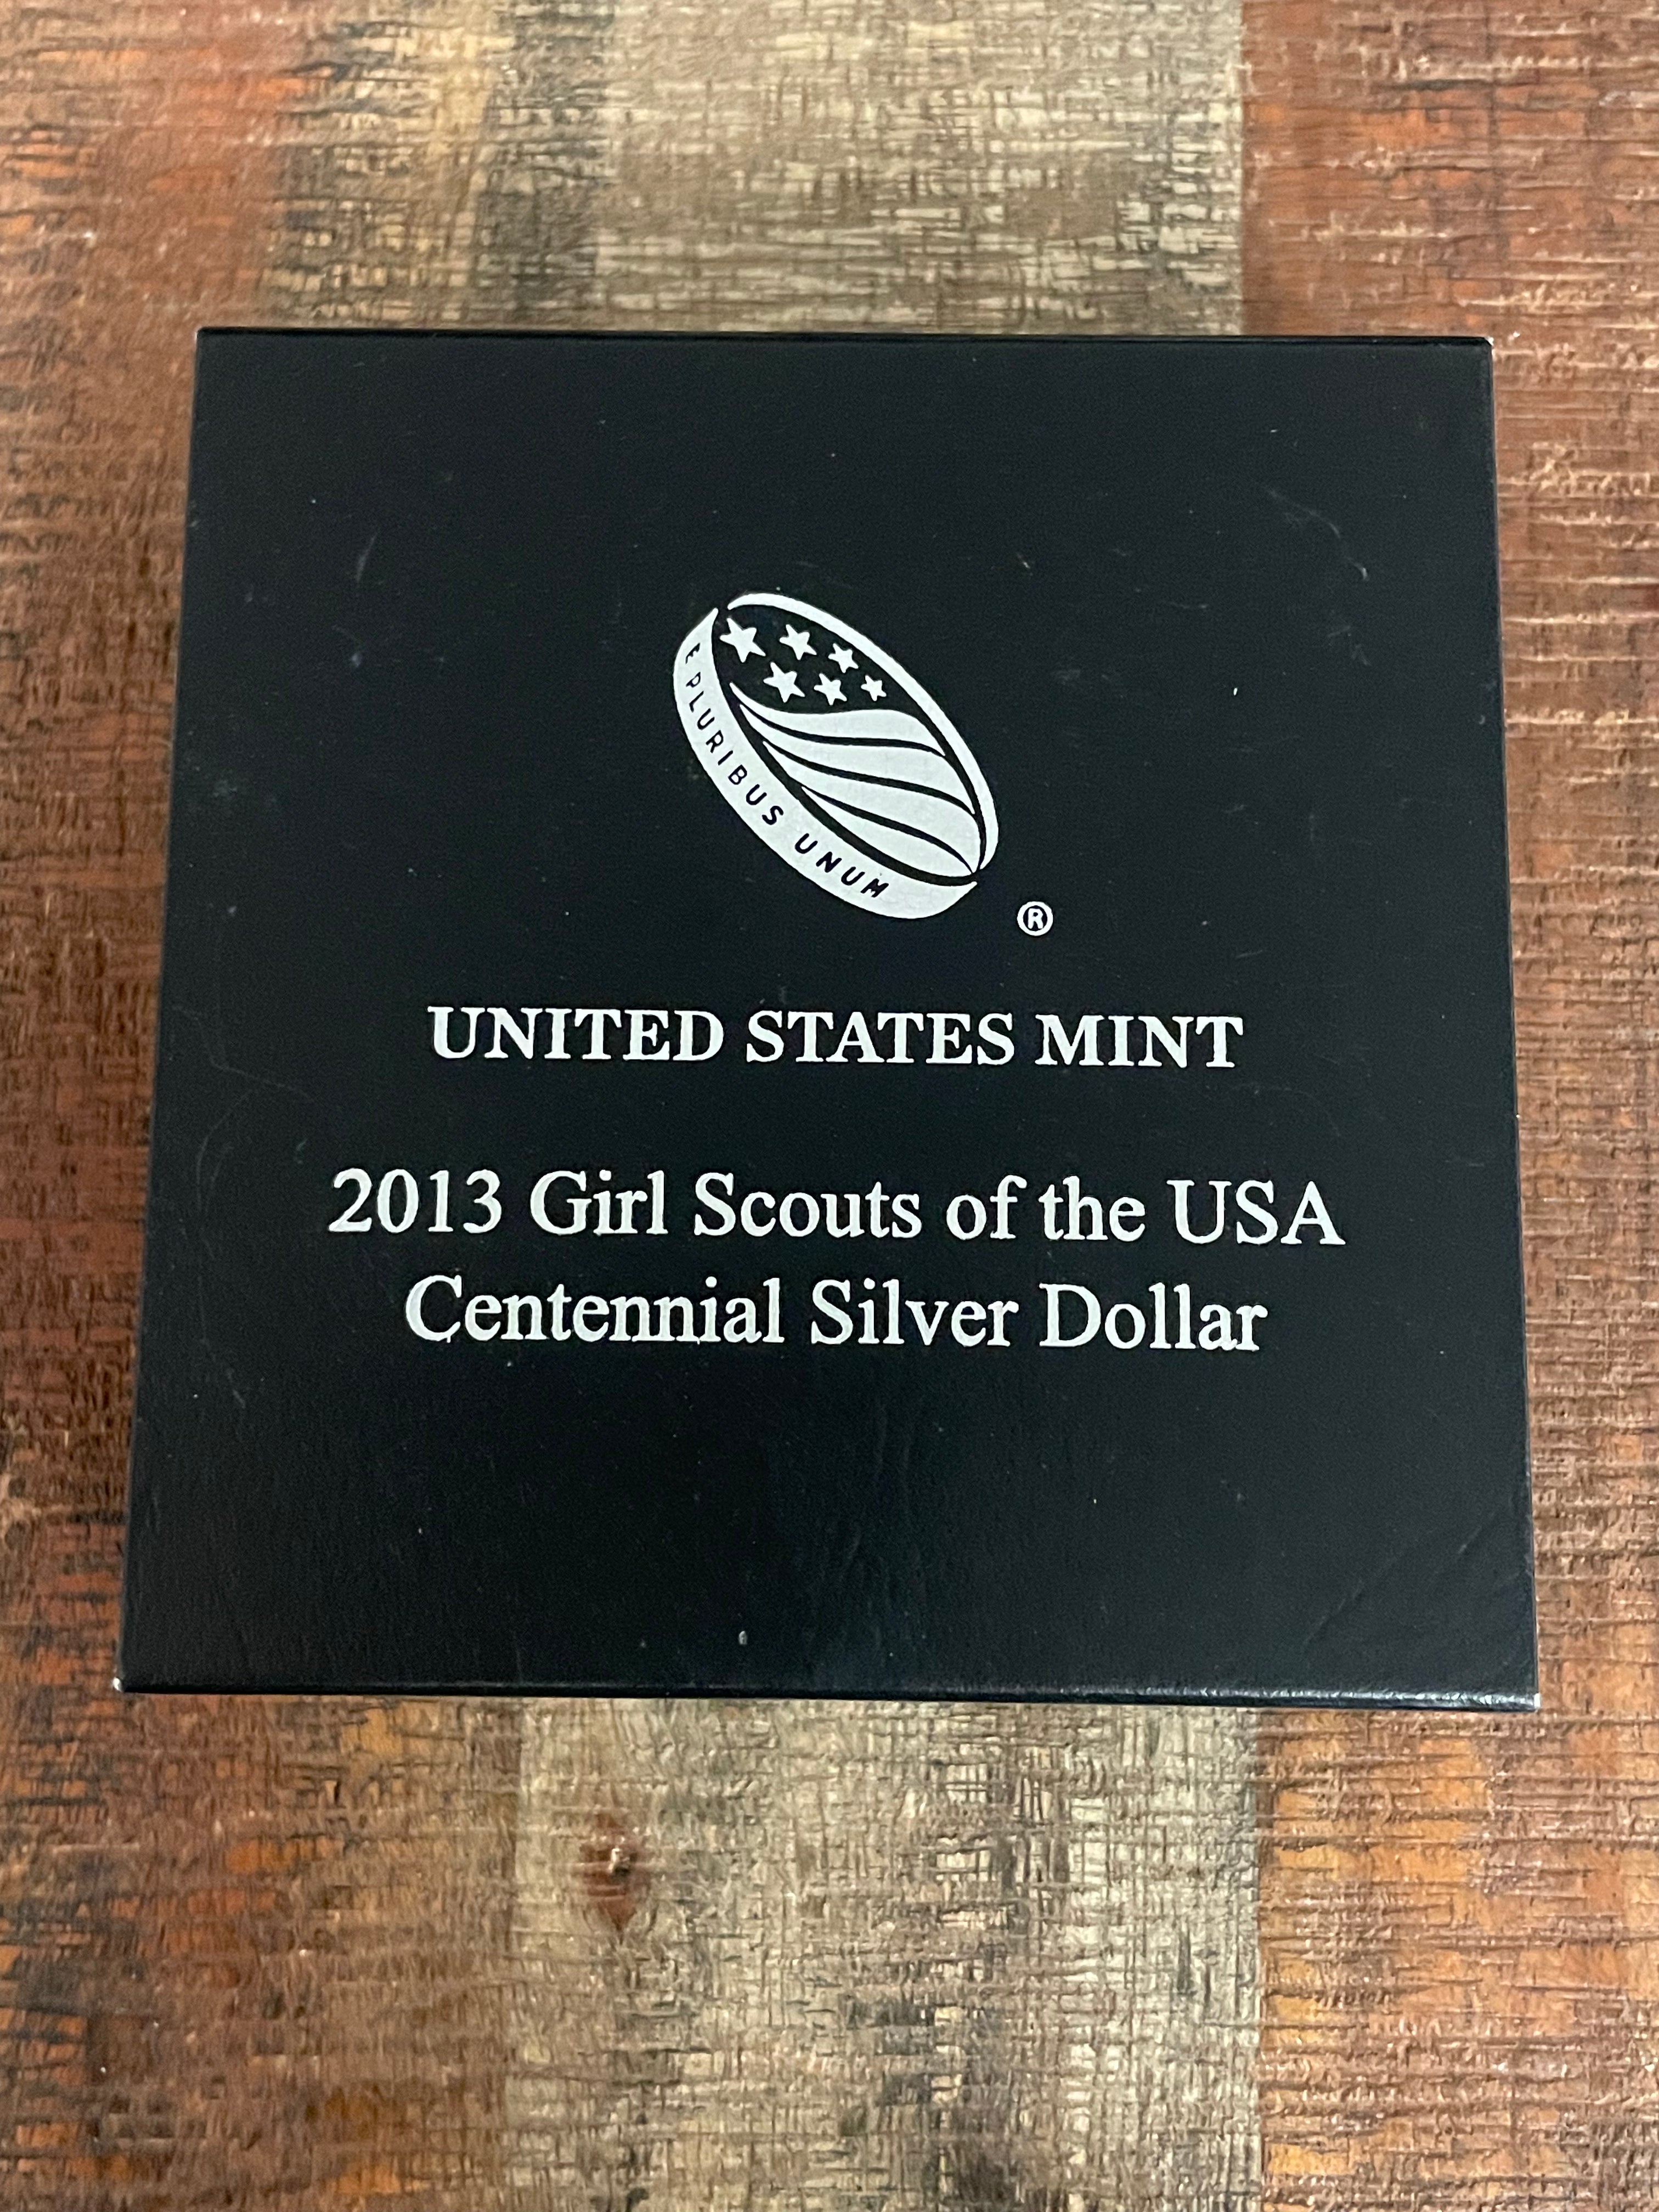 E PLURIBUS UNUM
®
UNITED STATES MINT
2013 Girl Scouts of the USA
Centennial Silver Dollar